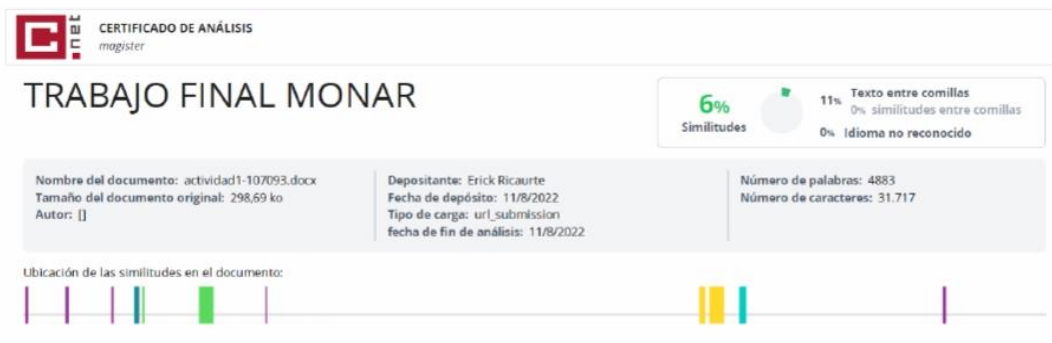 C
.net
CERTIFICADO DE ANÁLISIS
magister
TRABAJO FINAL MONAR
6%
Similitudes
11% Texto entre comillas
0% similitudes entre comillas
0% Idioma no reconocido
Nombre del documento: actividad1-107093.docx
Tamaño del documento original: 298,69 ko
Autor: []
Depositante: Erick Ricaurte
Fecha de depósito: 11/8/2022
Tipo de carga: url_submission
fecha de fin de análisis: 11/8/2022
Número de palabras: 4883
Número de caracteres: 31.717
Ubicación de las similitudes en el documento: